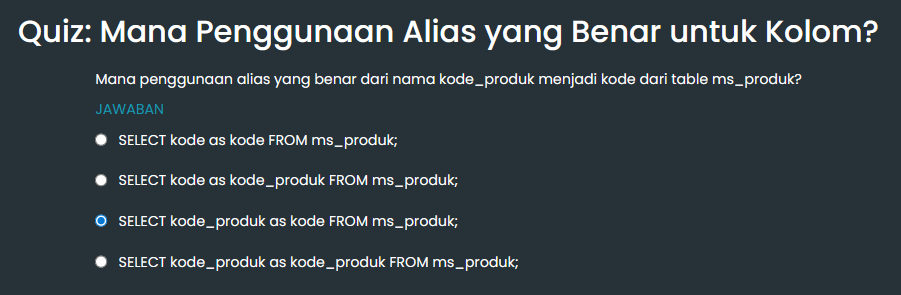 Quiz: Mana Penggunaan Alias yang Benar untuk Kolom?
Mana penggunaan alias yang benar dari nama kode_produk menjadi kode dari table ms_produk?
JAWABAN
SELECT kode as kode FROM ms_produk;
SELECT kode as kode_produk FROM ms_produk;
SELECT kode_produk as kode FROM ms_produk;
SELECT kode_produk as kode_produk FROM ms_produk;